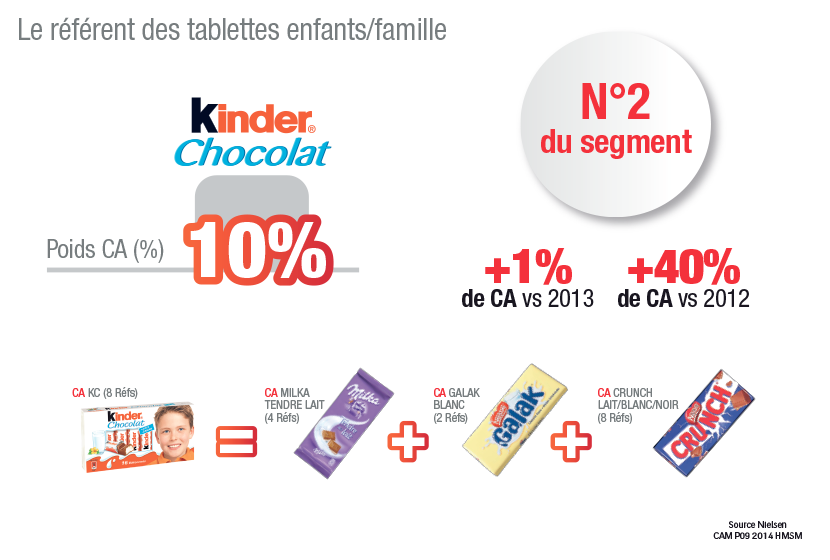 Le référent des tablettes enfants/famille
Kinder®
Chocolat
Poids CA (%)
10%
N°2
du segment
+1%
de CA vs 2013
+40%
de CA vs 2012
CA KC (8 Réfs)
Kinder
Chocolat
=
CA MILKA
TENDRE LAIT
(4 Réfs)
Milka
+
CA GALAK
BLANC
(2 Réfs)
Nestlé
Galak
+
CA CRUNCH
LAIT/BLANC/NOIR
(8 Réfs)
Nestlé
CRUNCH
Source Nielsen
CAM P09 2014 HMSM